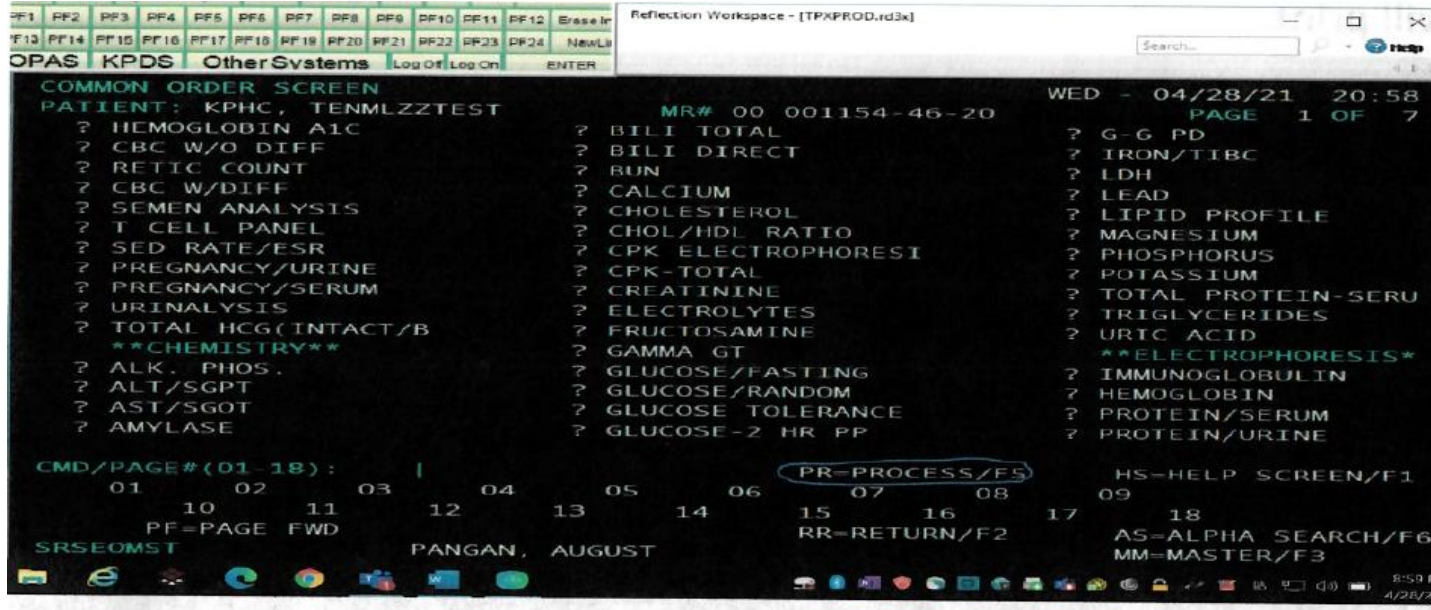 PF1 PF2 PF3 PF4 PF5 PF6 PF7 PF8 PF9 PF10 PF11 PF12 Erase In
PF13 PF14 PF15 PF16 PF17 PF18 PF19 PF20 PF21 PF22 PF23 PF24 NewLi
OPAS KPDS Other Systems Log Off Log On ENTER
Reflection Workspace - [TPXPROD.rd3x]
Search... Help
COMMON ORDER SCREEN WED - 04/28/21 20:58
PATIENT: KPHC, TENMLZZTEST MR# 00 001154-46-20 PAGE 1 OF 7
? HEMOGLOBIN A1C ? BILI TOTAL ? G-6 PD
? CBC W/O DIFF ? BILI DIRECT ? IRON/TIBC
? RETIC COUNT ? BUN ? LDH
? CBC W/DIFF ? CALCIUM ? LEAD
? SEMEN ANALYSIS ? CHOLESTEROL ? LIPID PROFILE
? T CELL PANEL ? CHOL/HDL RATIO ? MAGNESIUM
? SED RATE/ESR ? CPK ELECTROPHORESI ? PHOSPHORUS
? PREGNANCY/URINE ? CPK-TOTAL ? POTASSIUM
? PREGNANCY/SERUM ? CREATININE ? TOTAL PROTEIN-SERU
? URINALYSIS ? ELECTROLYTES ? TRIGLYCERIDES
? TOTAL HCG(INTACT/B ? FRUCTOSAMINE ? URIC ACID
**CHEMISTRY** ? GAMMA GT **ELECTROPHORESIS*
? ALK. PHOS. ? GLUCOSE/FASTING ? IMMUNOGLOBULIN
? ALT/SGPT ? GLUCOSE/RANDOM ? HEMOGLOBIN
? AST/SGOT ? GLUCOSE TOLERANCE ? PROTEIN/SERUM
? AMYLASE ? GLUCOSE-2 HR PP ? PROTEIN/URINE
CMD/PAGE#(01-18): PR=PROCESS/F5 HS=HELP SCREEN/F1
01 02 03 04 05 06 07 08 09
10 11 12 13 14 15 16 17 18
PF=PAGE FWD RR=RETURN/F2 AS=ALPHA SEARCH/F6
SRSEOMST PANGAN, AUGUST MM=MASTER/F3
8:59 P
4/28/2